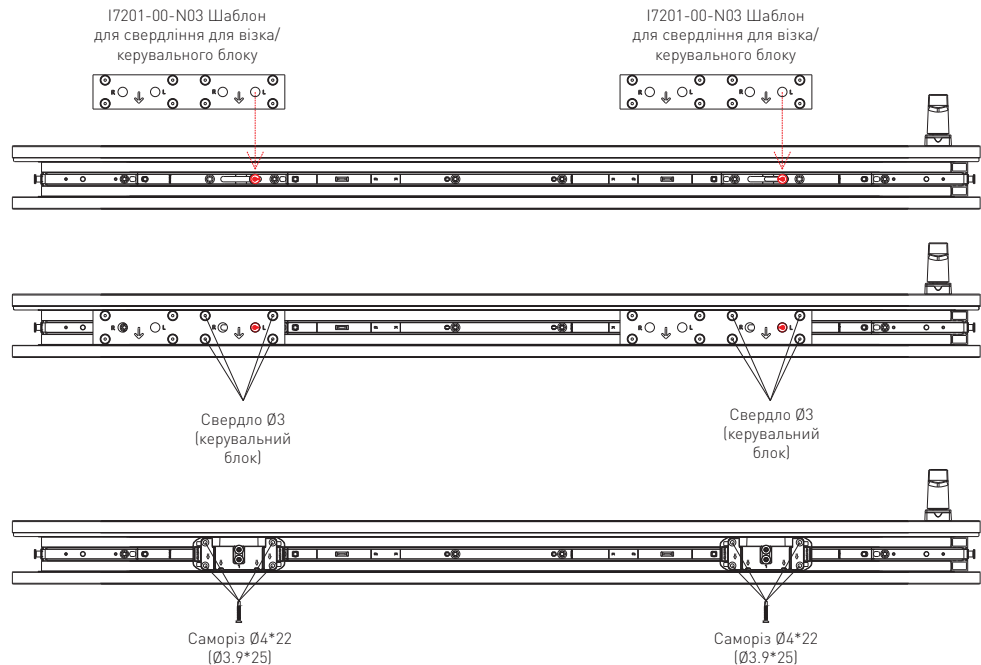 I7201-00-N03 Шаблон
для свердління для візка/
керувального блоку
I7201-00-N03 Шаблон
для свердління для візка/
керувального блоку
R L R L
R L R L
R L R L
R L R L
Свердло Ø3
(керувальний
блок)
Свердло Ø3
(керувальний
блок)
Саморіз Ø4*22
(Ø3.9*25)
Саморіз Ø4*22
(Ø3.9*25)